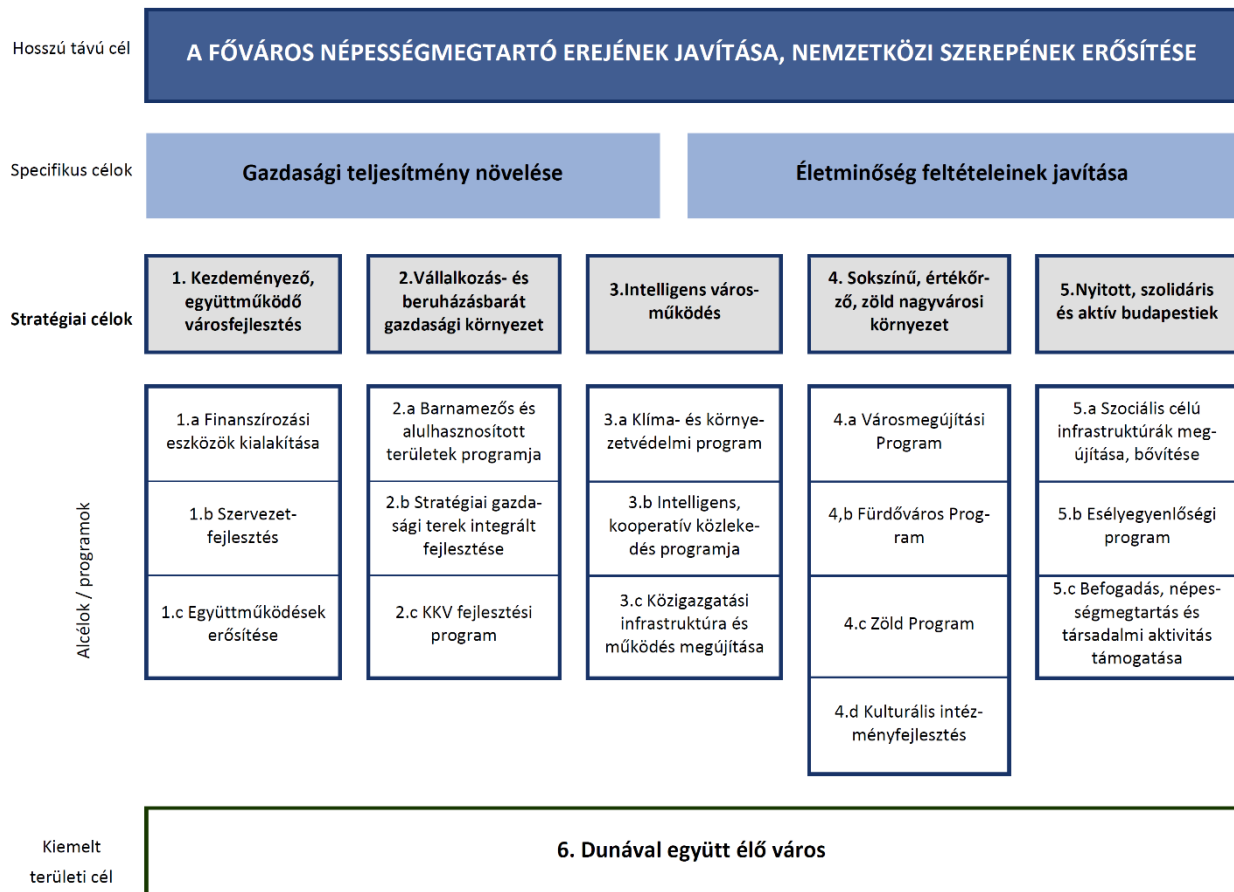 Hosszú távú cél
A FŐVÁROS NÉPESSÉGMEGTARTÓ EREJÉNEK JAVÍTÁSA, NEMZETKÖZI SZEREPÉNEK ERŐSÍTÉSE
Specifikus célok
Gazdasági teljesítmény növelése
Életminőség feltételeinek javítása
Stratégiai célok
1. Kezdeményező,
együttműködő
városfejlesztés
2.Vállalkozás- és
beruházásbarát
gazdasági környezet
3.Intelligens város-
működés
4. Sokszínű, értékőr-
ző, zöld nagyvárosi
környezet
5.Nyitott, szolidáris
és aktív budapestiek
Alcélok / programok
1.a Finanszírozási
eszközök kialakítása
1.b Szervezet-
fejlesztés
1.c Együttműködések
erősítése
2.a Barnamezős és
alulhasznosított
területek programja
2.b Stratégiai gazda-
sági terek integrált
fejlesztése
2.c KKV fejlesztési
program
3.a Klíma- és környe-
zetvédelmi program
3.b Intelligens,
kooperatív közleke-
dés programja
3.c Közigazgatási
infrastruktúra és
működés megújítása
4.a Városmegújítási
Program
4,b Fürdőváros Prog-
ram
4.c Zöld Program
4.d Kulturális intéz-
ményfejlesztés
5.a Szociális célú
infrastruktúrák meg-
újítása, bővítése
5.b Esélyegyenlőségi
program
5.c Befogadás, népes-
ségmegtartás és
társadalmi aktivitás
támogatása
Kiemelt
területi cél
6. Dunával együtt élő város